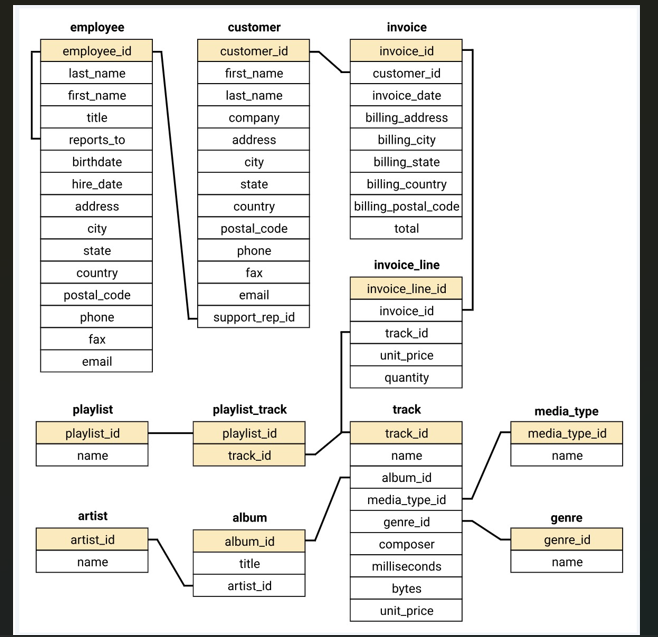 employee
employee_id
last_name
first_name
title
reports_to
birthdate
hire_date
address
city
state
country
postal_code
phone
fax
email
customer
customer_id
first_name
last_name
company
address
city
state
country
postal_code
phone
fax
email
support_rep_id
invoice
invoice_id
customer_id
invoice_date
billing_address
billing_city
billing_state
billing_country
billing_postal_code
total
invoice_line
invoice_line_id
invoice_id
track_id
unit_price
quantity
playlist
playlist_id
name
playlist_track
playlist_id
track_id
track
track_id
name
album_id
media_type_id
genre_id
composer
milliseconds
bytes
unit_price
media_type
media_type_id
name
artist
artist_id
name
album
album_id
title
artist_id
genre
genre_id
name